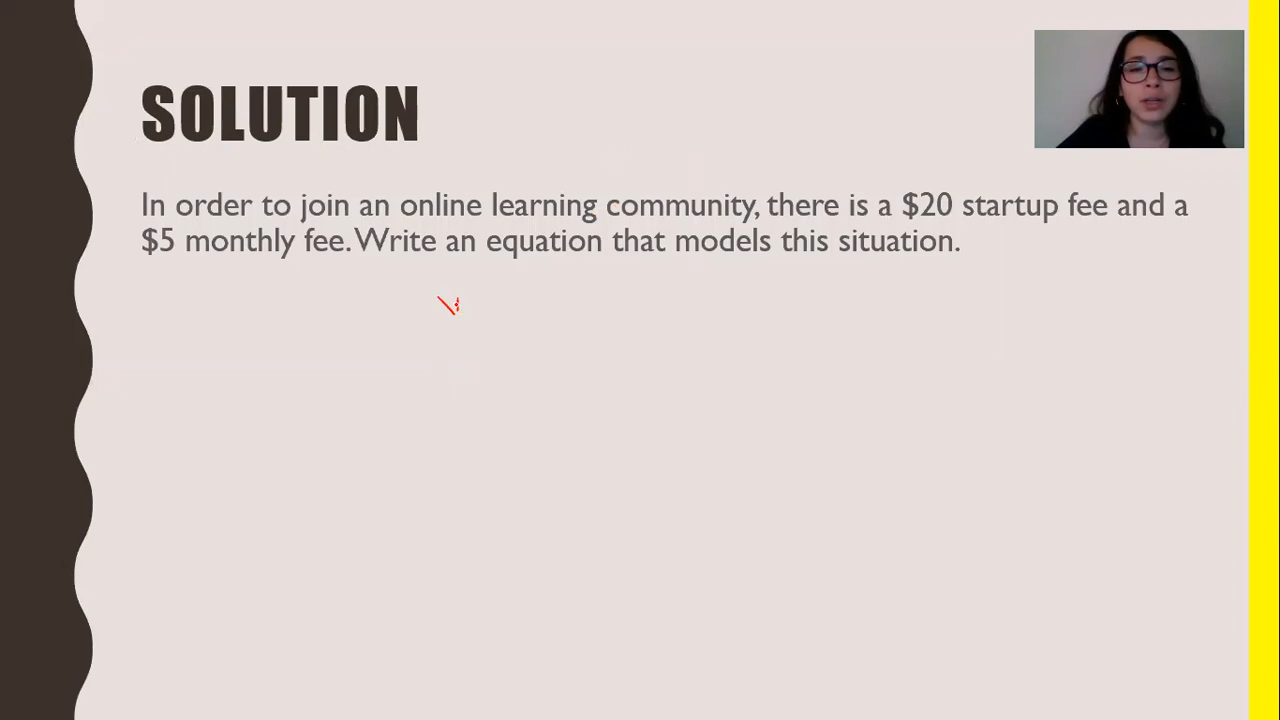 SOLUTION
In order to join an online learning community, there is a $20 startup fee and a
$5 monthly fee. Write an equation that models this situation.